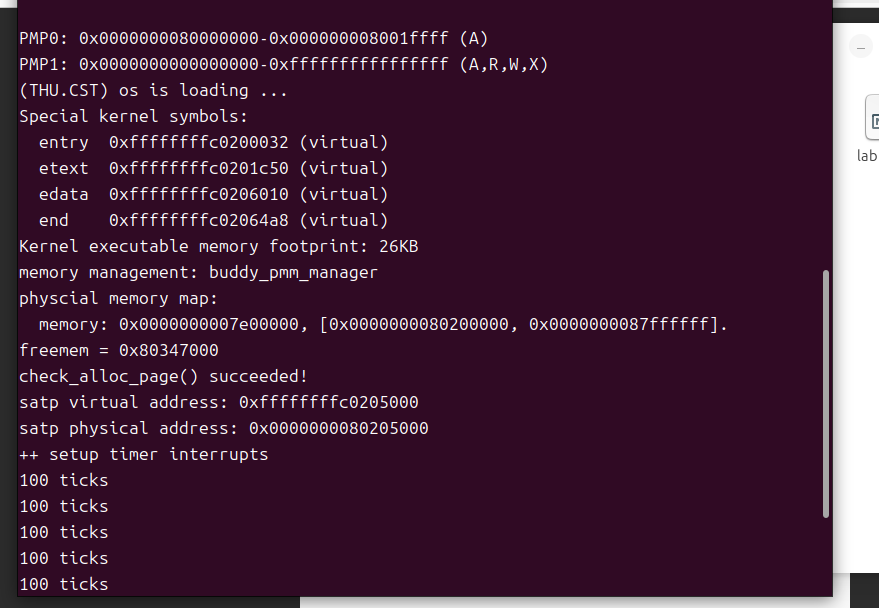 PMP0: 0x0000000080000000-0x000000008001ffff (A)
PMP1: 0x0000000000000000-0xffffffffffffffff (A,R,W,X)
(THU.CST) os is loading ...
Special kernel symbols:
  entry  0xffffffffc0200032 (virtual)
  etext  0xffffffffc0201c50 (virtual)
  edata  0xffffffffc0206010 (virtual)
  end    0xffffffffc02064a8 (virtual)
Kernel executable memory footprint: 26KB
memory management: buddy_pmm_manager
physcial memory map:
  memory: 0x0000000007e00000, [0x0000000080200000, 0x0000000087ffffff].
freemem = 0x80347000
check_alloc_page() succeeded!
satp virtual address: 0xffffffffc0205000
satp physical address: 0x0000000080205000
++ setup timer interrupts
100 ticks
100 ticks
100 ticks
100 ticks
100 ticks
lab